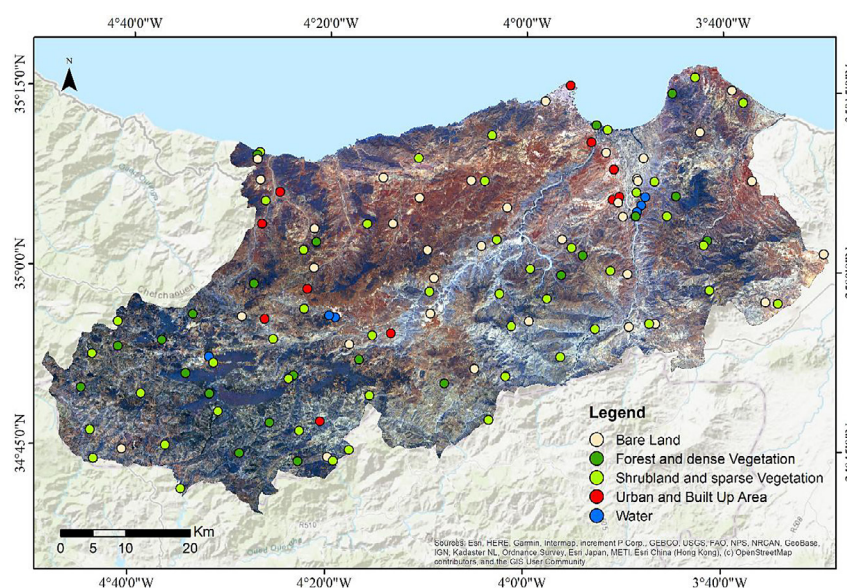 4°40'0"W 4°20'0"W 4°00'0"W 3°40'0"W
N
35°15'0"N
35°0'0"N
Chefchaouen
34°45'0"N
Legend
Bare Land
Forest and dense Vegetation
Shrubland and sparse Vegetation
Urban and Built Up Area
Water
Km
0 5 10 20
R510
R508
Sources: Esri, HERE, Garmin, Intermap, increment P Corp., GEBCO, USGS, FAO, NPS, NRCAN, GeoBase,
IGN, Kadaster NL, Ordnance Survey, Esri Japan, METI, Esri China (Hong Kong), (c) OpenStreetMap
contributors, and the GIS User Community
4°40'0"W 4°20'0"W 4°00'0"W 3°40'0"W